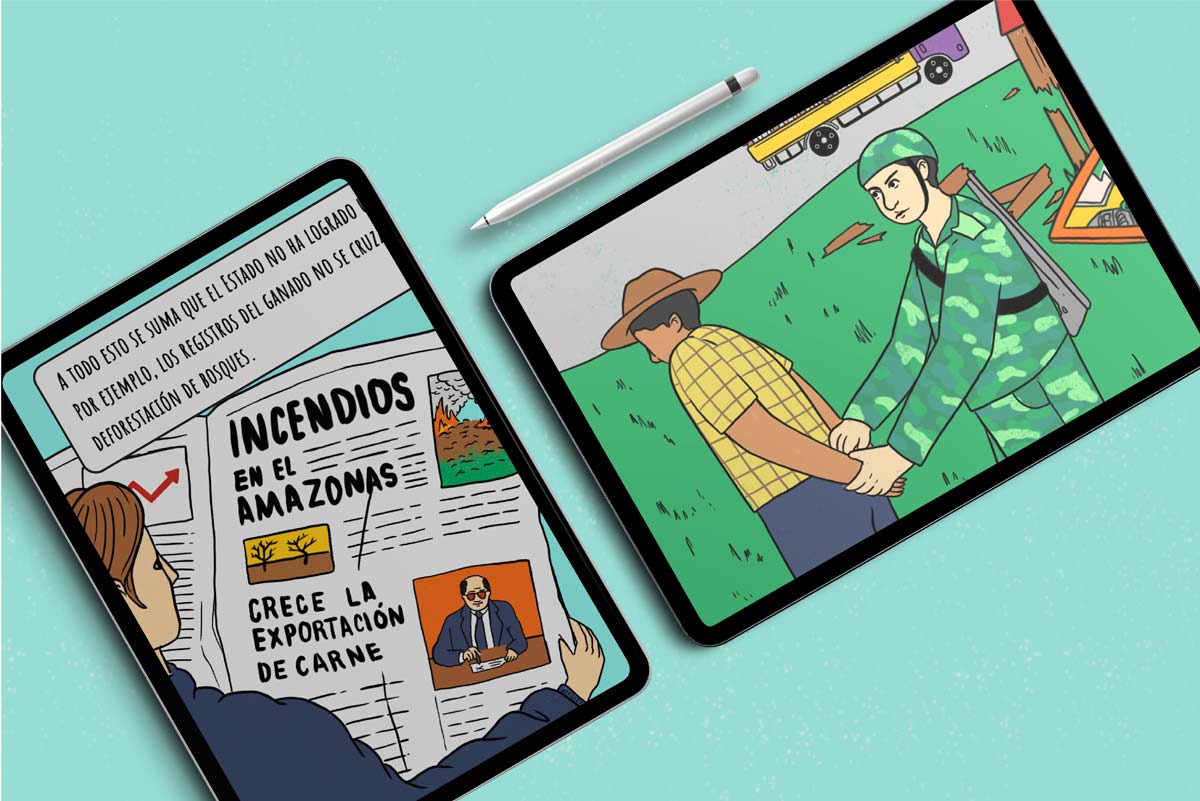 A TODO ESTO SE SUMA QUE EL ESTADO NO HA LOGRADO
POR EJEMPLO, LOS REGISTROS DEL GANADO NO SE
DEFORESTACIÓN DE BOSQUES.
INCENDIOS
EN EL
AMAZONAS
CRECE LA
EXPORTACIÓN
DE CARNE